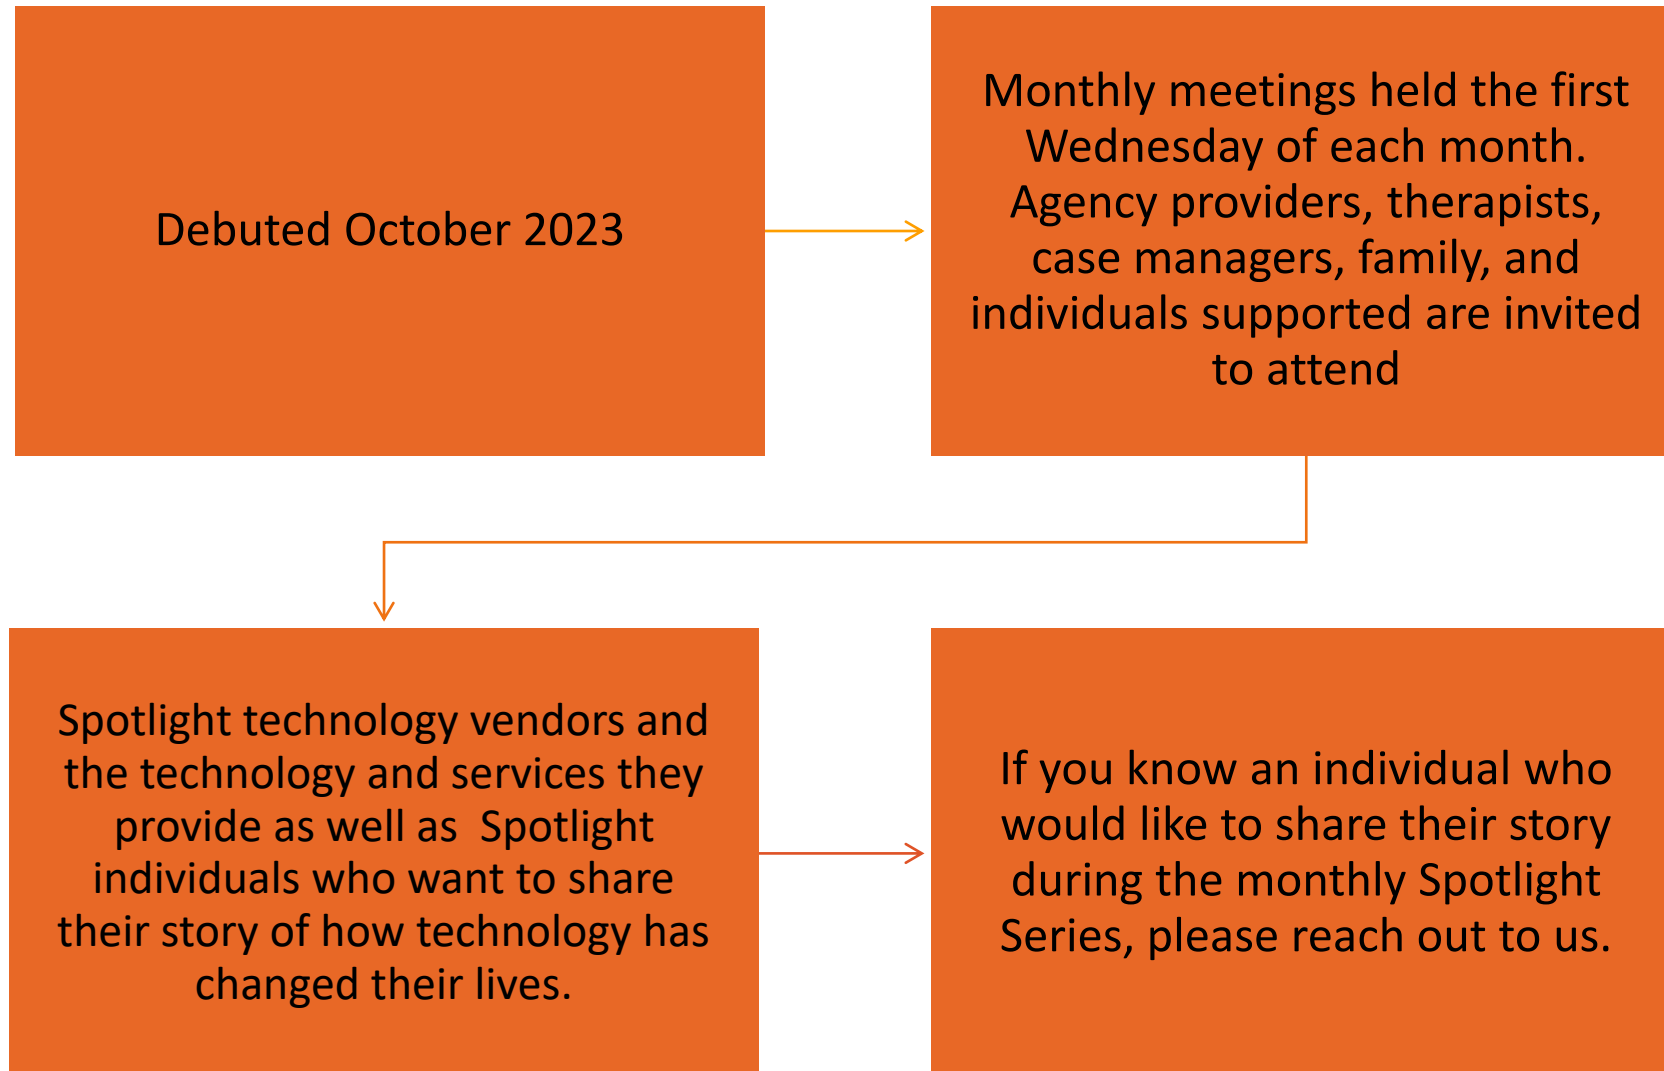 Debuted October 2023
Monthly meetings held the first
Wednesday of each month.
Agency providers, therapists,
case managers, family, and
individuals supported are invited
to attend
Spotlight technology vendors and
the technology and services they
provide as well as  Spotlight
individuals who want to share
their story of how technology has
changed their lives.
If you know an individual who
would like to share their story
during the monthly Spotlight
Series, please reach out to us.